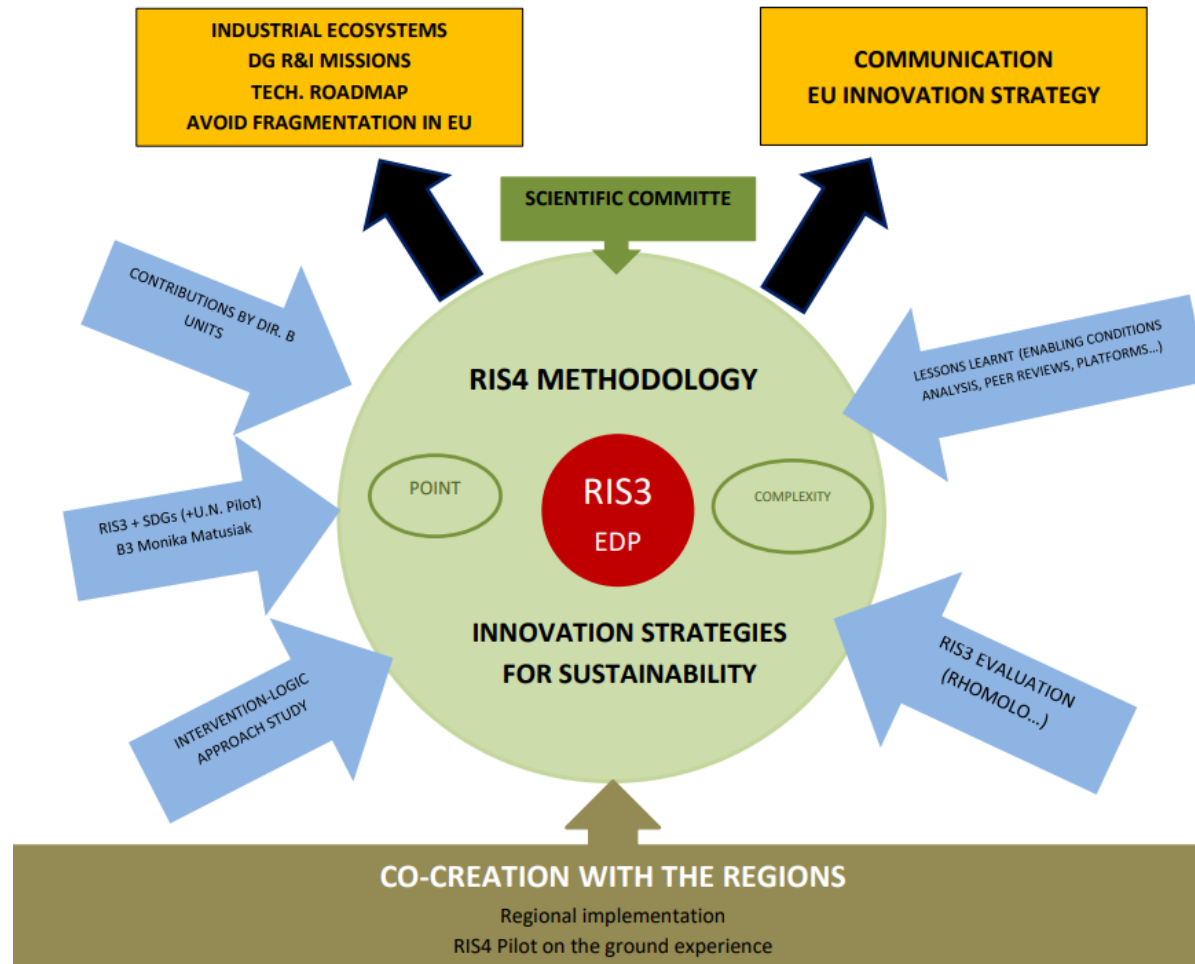 INDUSTRIAL ECOSYSTEMS
DG R&I MISSIONS
TECH. ROADMAP
AVOID FRAGMENTATION IN EU
COMMUNICATION
EU INNOVATION STRATEGY
SCIENTIFIC COMMITTE
CONTRIBUTIONS BY DIR. B
UNITS
LESSONS LEARNT (ENABLING CONDITIONS
ANALYSIS, PEER REVIEWS, PLATFORMS...)
RIS4 METHODOLOGY
POINT
RIS3
EDP
COMPLEXITY
RIS3 + SDGs (+U.N. Pilot)
B3 Monika Matusiak
INNOVATION STRATEGIES
FOR SUSTAINABILITY
INTERVENTION-LOGIC
APPROACH STUDY
RIS3 EVALUATION
(RHOMOLO...)
CO-CREATION WITH THE REGIONS
Regional implementation
RIS4 Pilot on the ground experience